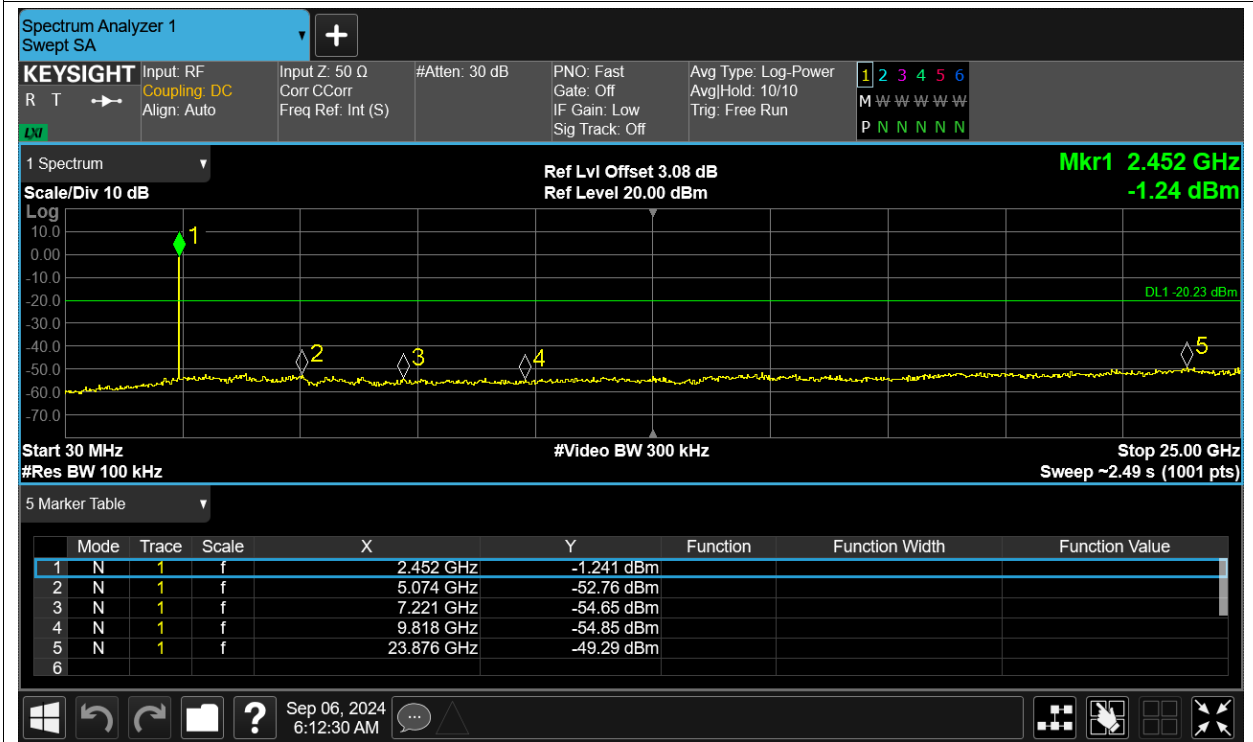 Spectrum Analyzer 1
Swept SA
KEYSIGHT
R T
LXI
Input: RF
Coupling: DC
Align: Auto
Input Z: 50 Ω
Corr CCorr
Freq Ref: Int (S)
#Atten: 30 dB
PNO: Fast
Gate: Off
IF Gain: Low
Sig Track: Off
Avg Type: Log-Power
Avg|Hold: 10/10
Trig: Free Run
1 2 3 4 5 6
M W W W W W
P N N N N N
1 Spectrum
Scale/Div 10 dB
Ref Lvl Offset 3.08 dB
Ref Level 20.00 dBm
Mkr1 2.452 GHz
-1.24 dBm
Log
10.0
0.00
-10.0
-20.0
-30.0
-40.0
-50.0
-60.0
-70.0
1
2
3
4
5
DL1 -20.23 dBm
Start 30 MHz
#Res BW 100 kHz
#Video BW 300 kHz
Stop 25.00 GHz
Sweep ~2.49 s (1001 pts)
5 Marker Table
Mode Trace Scale X Y Function Function Width Function Value
1 N 1 f 2.452 GHz -1.241 dBm
2 N 1 f 5.074 GHz -52.76 dBm
3 N 1 f 7.221 GHz -54.65 dBm
4 N 1 f 9.818 GHz -54.85 dBm
5 N 1 f 23.876 GHz -49.29 dBm
6
?
Sep 06, 2024
6:12:30 AM